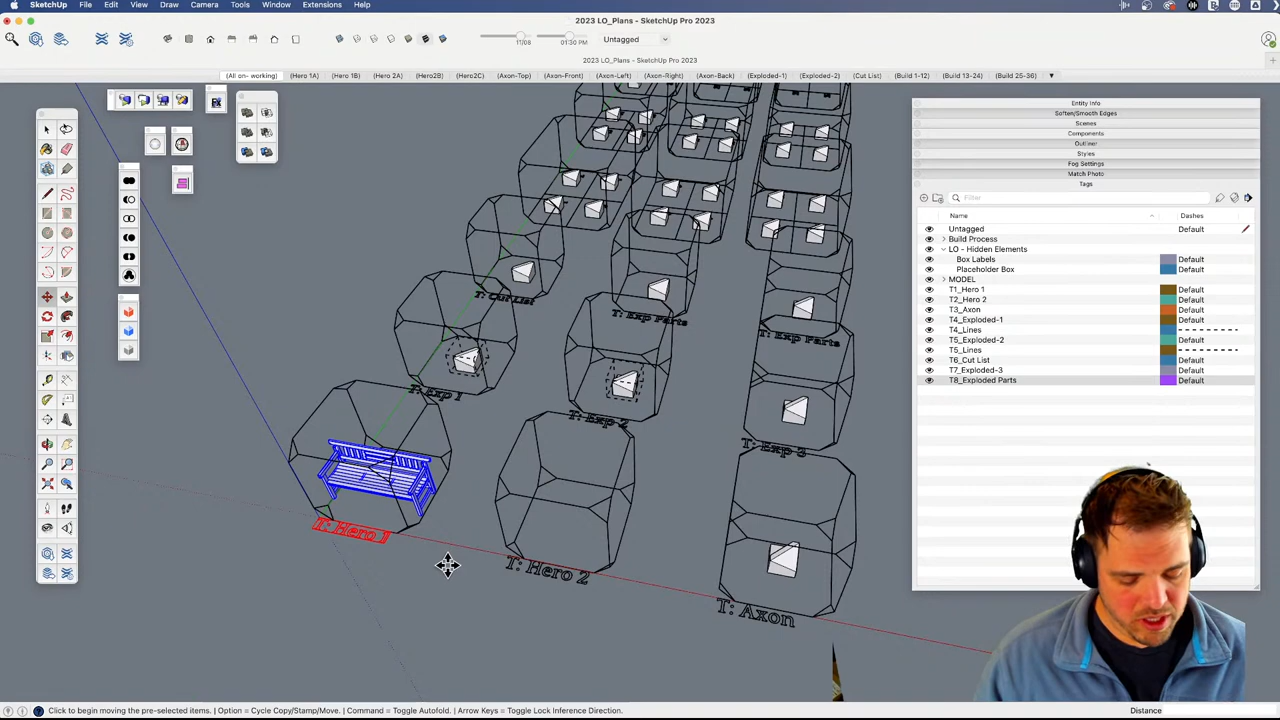 SketchUp File Edit View Draw Camera Tools Window Extensions Help
2023 LO_Plans - SketchUp Pro 2023
11/08 01:30 PM Untagged
2023 LO_Plans - SketchUp Pro 2023
(All on- working) (Hero 1A) (Hero 1B) (Hero 2A) (Hero2B) (Hero2C) (Axon-Top) (Axon-Front) (Axon-Left) (Axon-Right) (Axon-Back) (Exploded-1) (Exploded-2) (Cut List) (Build 1-12) (Build 13-24) (Build 25-36)
Entity Info
Soften/Smooth Edges
Scenes
Components
Outliner
Styles
Fog Settings
Match Photo
Tags
Filter
Name Dashes
Untagged Default
Build Process Default
LO - Hidden Elements Default
Box Labels Default
Placeholder Box Default
MODEL Default
T1_Hero 1 Default
T2_Hero 2 Default
T3_Axon Default
T4_Exploded-1 Default
T4_Lines
T5_Exploded-2 Default
T5_Lines
T6_Cut List Default
T7_Exploded-3 Default
T8_Exploded Parts Default
T: Cut List
T: Exp Parts
T: Exp Parts
T: Exp 1
T: Exp 2
T: Exp 3
T: Hero 1
T: Hero 2
T: Axon
Click to begin moving the pre-selected items. | Option = Cycle Copy/Stamp/Move. | Command = Toggle Autofold. | Arrow Keys = Toggle Lock Inference Direction. Distance